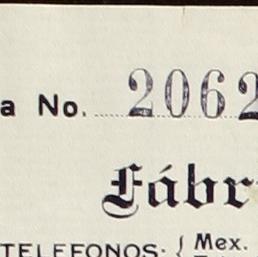 a No. 2062
Fábr
TELEFONOS: { Mex.